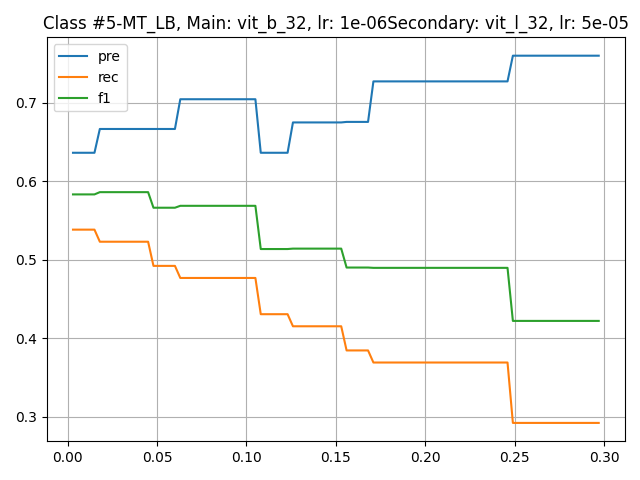 Class #5-MT_LB, Main: vit_b_32, lr: 1e-06Secondary: vit_l_32, lr: 5e-05
pre
rec
f1
0.7
0.6
0.5
0.4
0.3
0.00 0.05 0.10 0.15 0.20 0.25 0.30